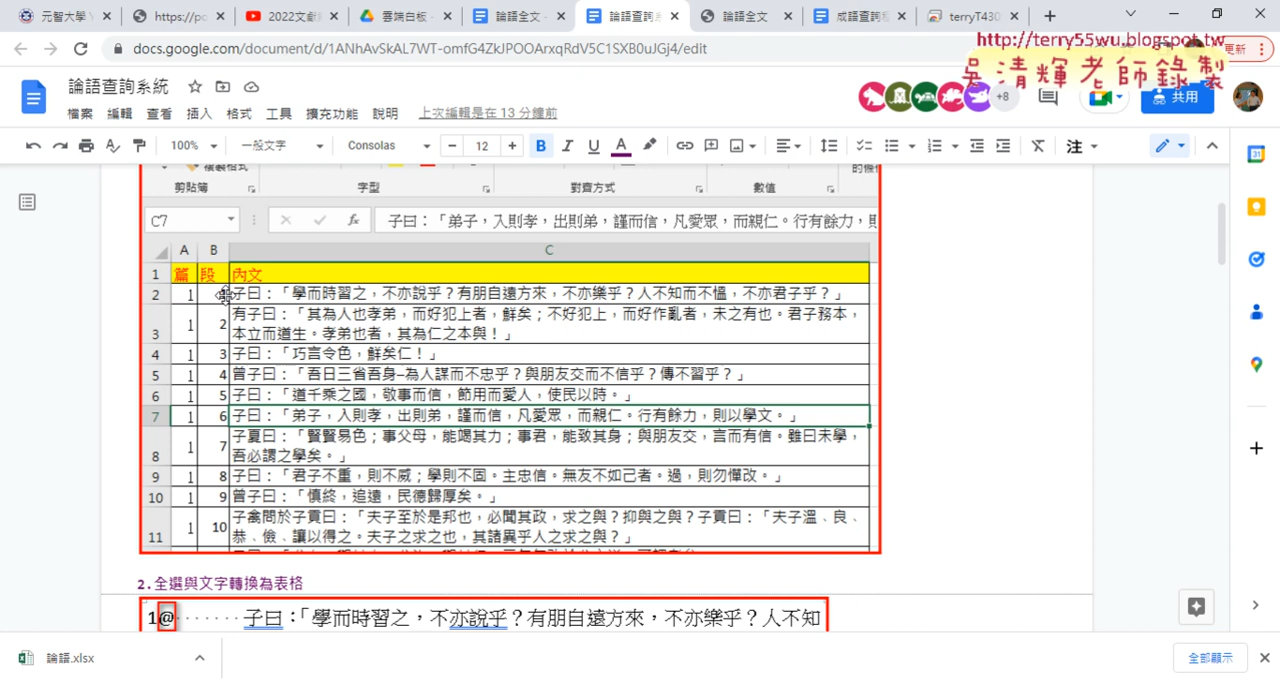 元智大學 Y
https://po
2022文獻
雲端白板 -
論語全文 -
論語查詢系
論語全文
成語查詢
terryT430
docs.google.com/document/d/1ANhAvSkAL7WT-omfG4ZkJPOOArxqRdV5C1SXB0uJGj4/edit
更新
http://terry55wu.blogspot.tw
吳清輝老師錄製
論語查詢系統
檔案 編輯 查看 插入 格式 工具 擴充功能 說明 上次編輯是在 13 分鐘前
+8
共用
100% 一般文字 Consolas 12 B I U A 注
複製格式
的條
剪貼簿 字型 對齊方式 數值
C7 fx 子曰：「弟子，入則孝，出則弟，謹而信，凡愛眾，而親仁。行有餘力，則
A B C
1 篇 段 內文
2 1 子曰：「學而時習之，不亦說乎？有朋自遠方來，不亦樂乎？人不知而不慍，不亦君子乎？」
3 1 2 有子曰：「其為人也孝弟，而好犯上者，鮮矣；不好犯上，而好作亂者，未之有也。君子務本，
本立而道生。孝弟也者，其為仁之本與！」
4 1 3 子曰：「巧言令色，鮮矣仁！」
5 1 4 曾子曰：「吾日三省吾身─為人謀而不忠乎？與朋友交而不信乎？傳不習乎？」
6 1 5 子曰：「道千乘之國，敬事而信，節用而愛人，使民以時。」
7 1 6 子曰：「弟子，入則孝，出則弟，謹而信，凡愛眾，而親仁。行有餘力，則以學文。」
8 1 7 子夏曰：「賢賢易色；事父母，能竭其力；事君，能致其身；與朋友交，言而有信。雖曰未學，
吾必謂之學矣。」
9 1 8 子曰：「君子不重，則不威；學則不固。主忠信。無友不如己者。過，則勿憚改。」
10 1 9 曾子曰：「慎終，追遠，民德歸厚矣。」
11 1 10 子禽問於子貢曰：「夫子至於是邦也，必聞其政，求之與？抑與之與？子貢曰：「夫子溫﹑良﹑
恭﹑儉﹑讓以得之。夫子之求之也，其諸異乎人之求之與？」
2.全選與文字轉換為表格
1@ 子曰：「學而時習之，不亦說乎？有朋自遠方來，不亦樂乎？人不知
論語.xlsx
全部顯示